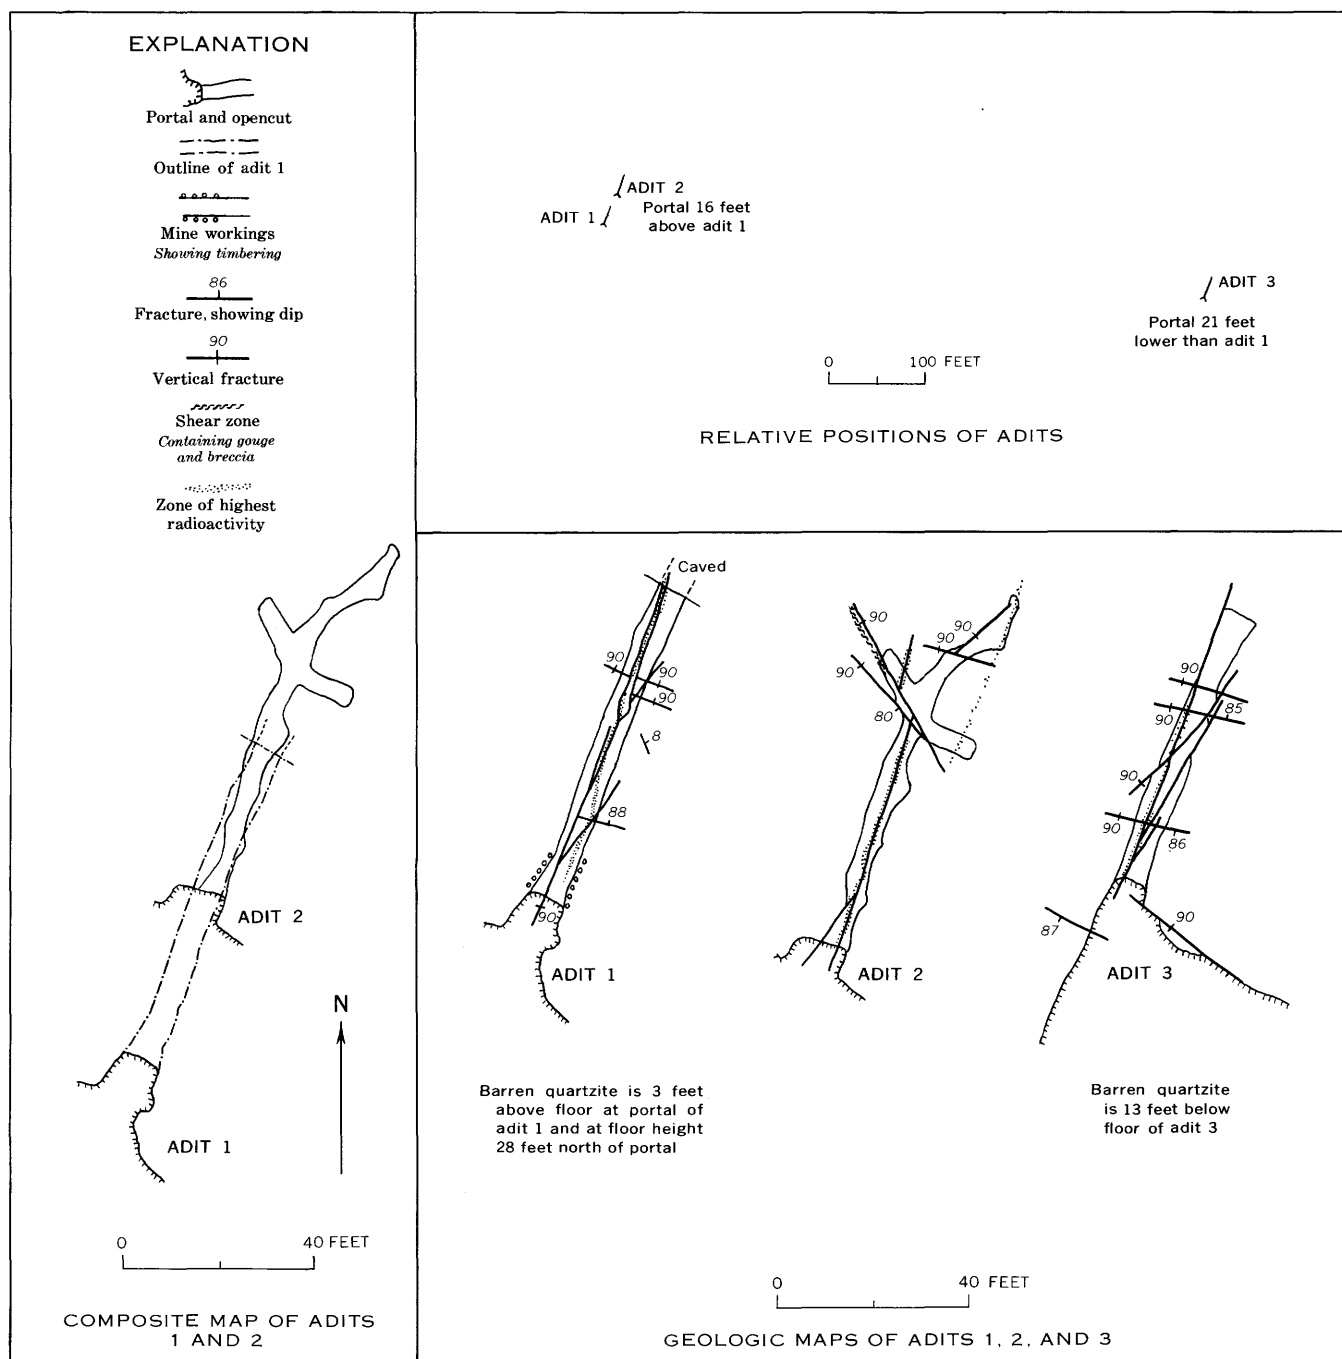 EXPLANATION
Portal and opencut
Outline of adit 1
Mine workings
Showing timbering
86
Fracture, showing dip
90
Vertical fracture
Shear zone
Containing gouge
and breccia
Zone of highest
radioactivity
ADIT 2
N
ADIT 1
0 40 FEET
COMPOSITE MAP OF ADITS
1 AND 2
ADIT 2
Portal 16 feet
above adit 1
ADIT 1
ADIT 3
Portal 21 feet
lower than adit 1
0 100 FEET
RELATIVE POSITIONS OF ADITS
Caved
90
90
90
8
88
90
ADIT 1
Barren quartzite is 3 feet
above floor at portal of
adit 1 and at floor height
28 feet north of portal
90
90
90
90
80
ADIT 2
90
85
90
90
90
86
87
90
ADIT 3
Barren quartzite
is 13 feet below
floor of adit 3
0 40 FEET
GEOLOGIC MAPS OF ADITS 1, 2, AND 3